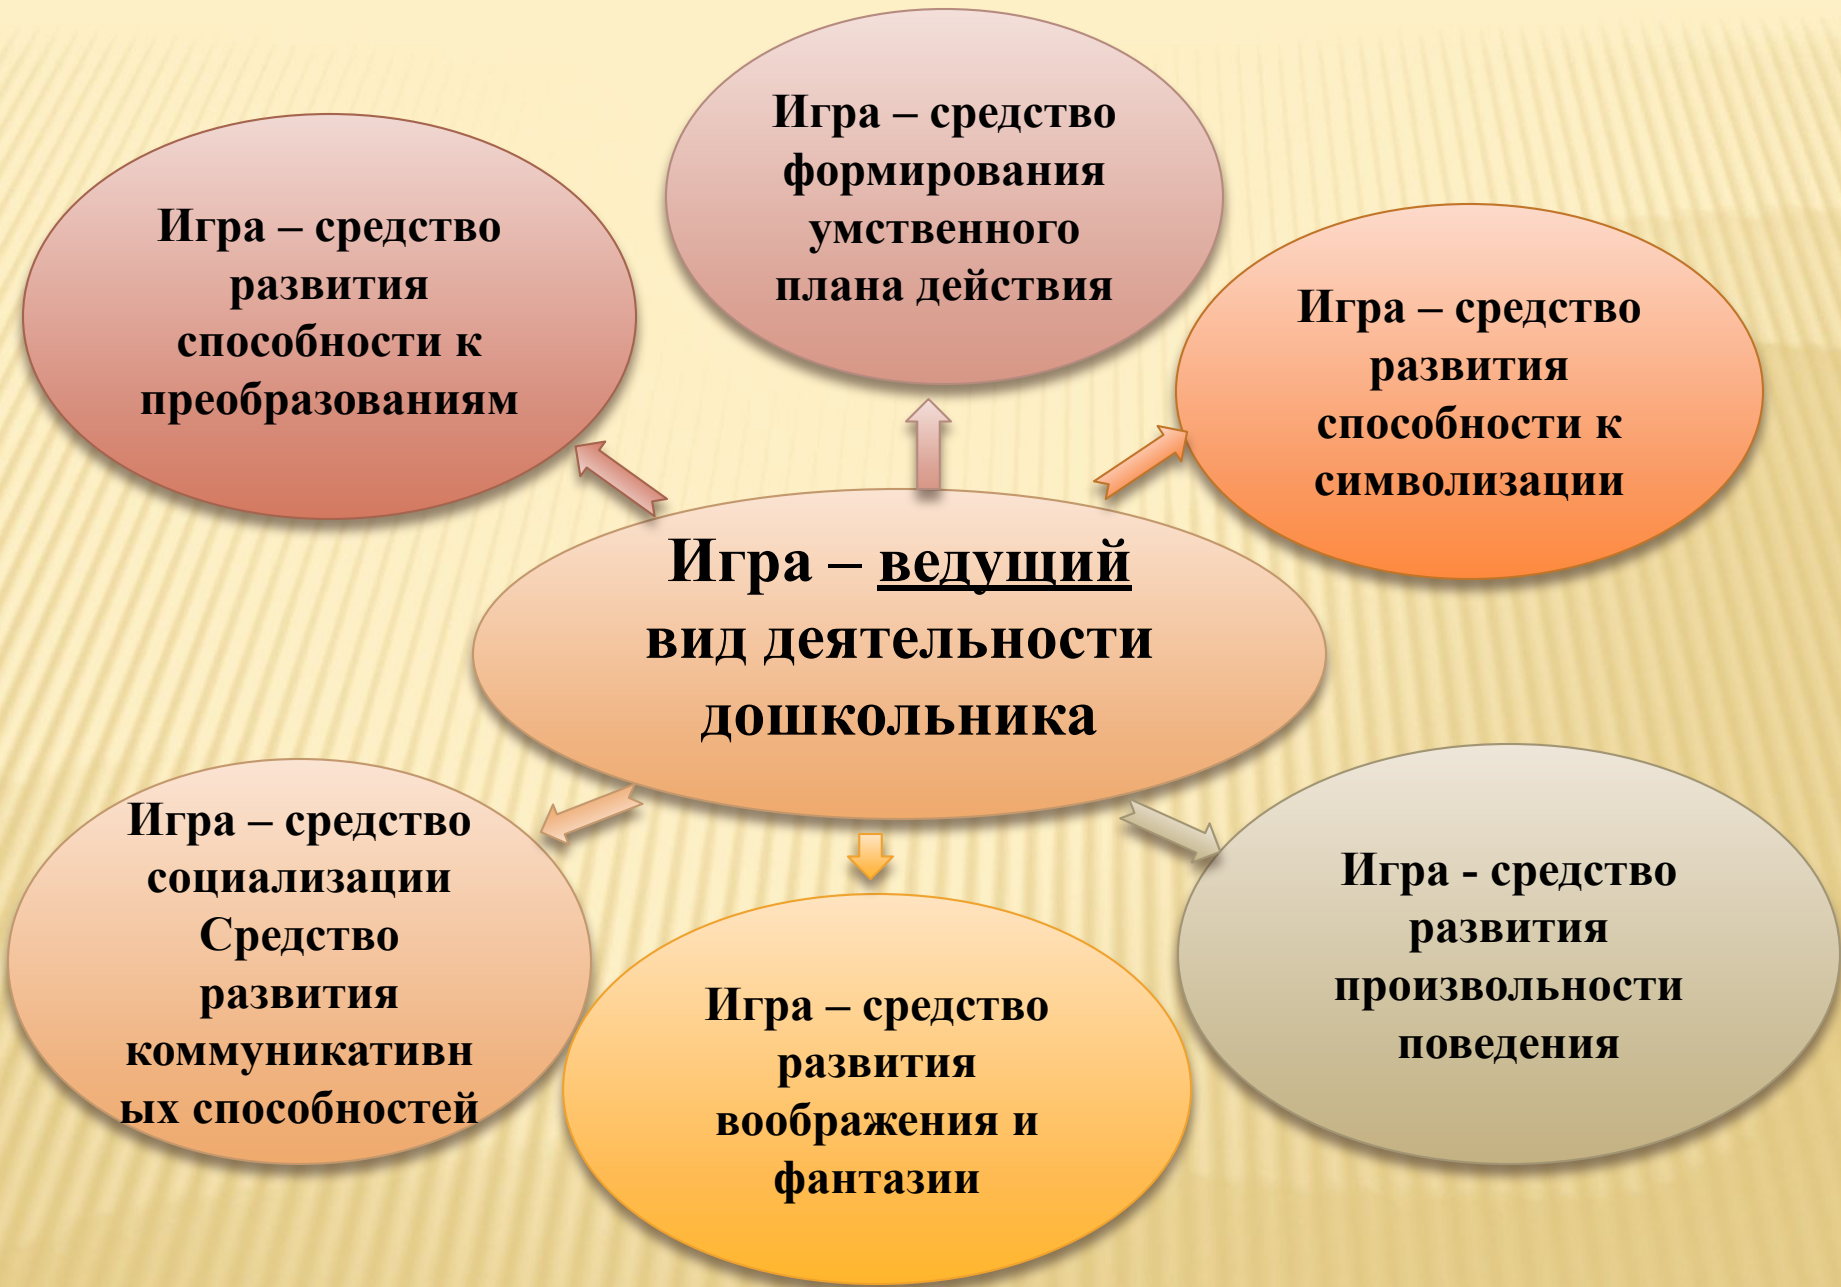 Игра – средство
формирования
умственного
плана действия
Игра – средство
развития
способности к
преобразованиям
Игра – средство
развития
способности к
символизации
Игра – ведущий
вид деятельности
дошкольника
Игра – средство
социализации
Средство
развития
коммуникативн
ых способностей
Игра – средство
развития
воображения и
фантазии
Игра - средство
развития
произвольности
поведения